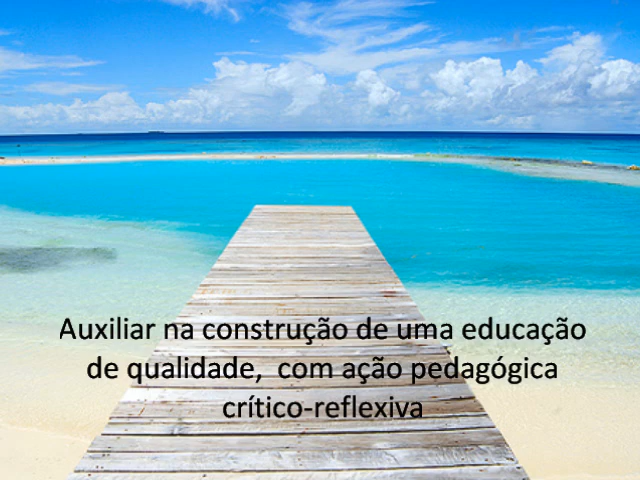 Auxiliar na construção de uma educação
de qualidade,  com ação pedagógica
crítico-reflexiva